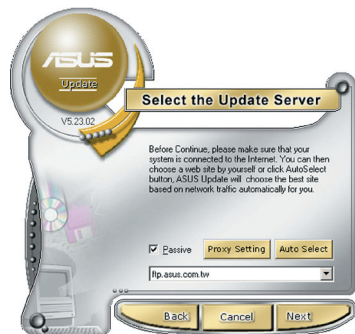 ASUS
Update
V5.23.02
Select the Update Server
Before Continue, please make sure that your
system is connected to the Internet. You can then
choose a web site by yourself or click AutoSelect
button, ASUS Update will choose the best site
based on network traffic automatically for you.
Passive
Proxy Setting
Auto Select
ftp.asus.com.tw
Back
Cancel
Next